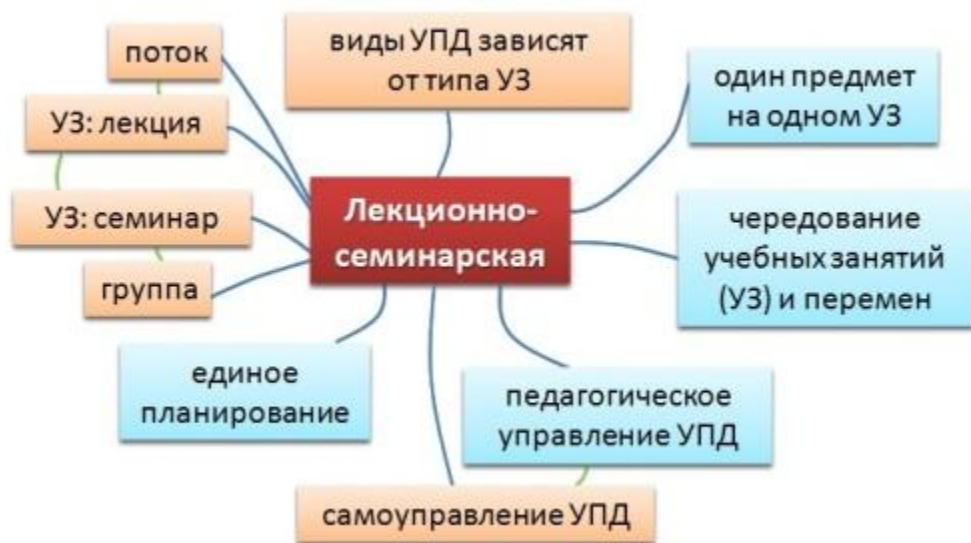 поток
УЗ: лекция
УЗ: семинар
группа
виды УПД зависят
от типа УЗ
один предмет
на одном УЗ
Лекционно-
семинарская
чередование
учебных занятий
(УЗ) и перемен
единое
планирование
педагогическое
управление УПД
самоуправление УПД